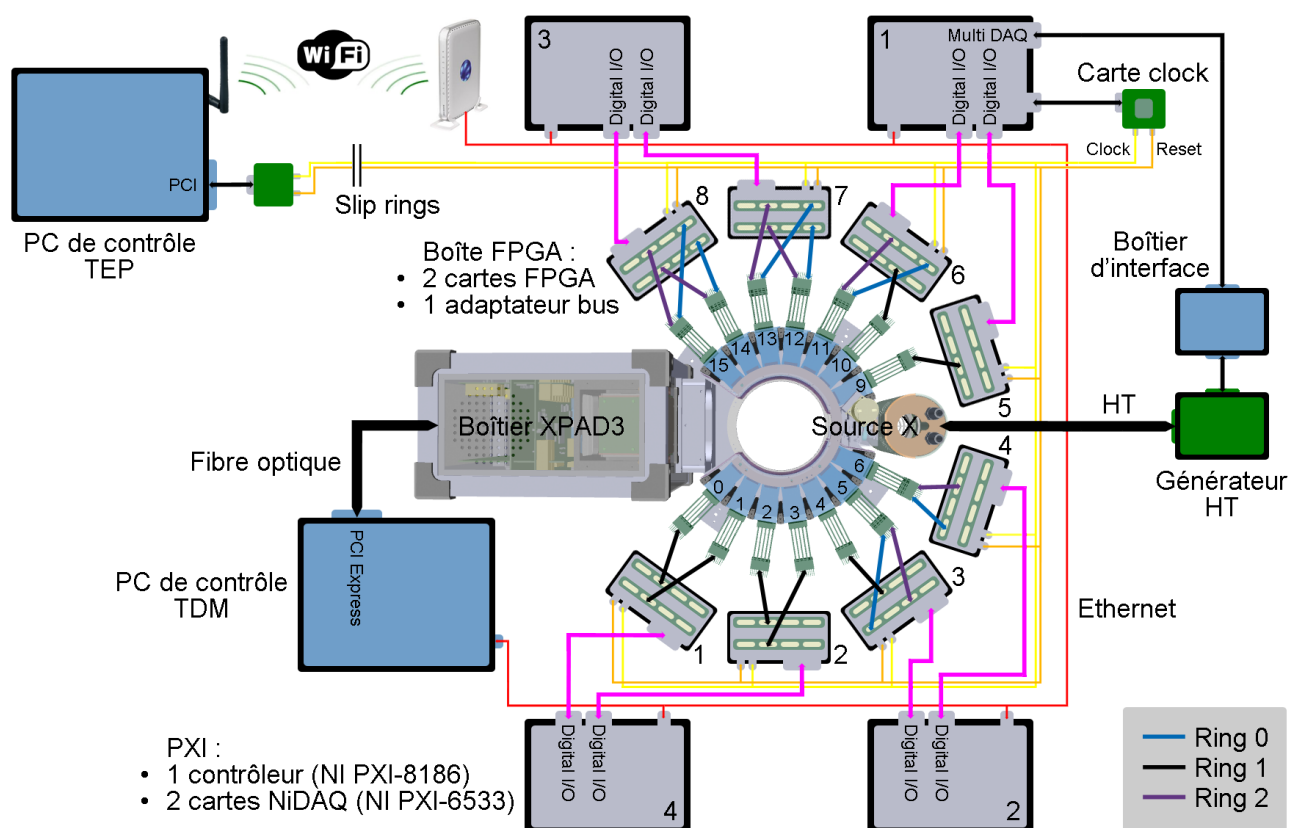 WiFi
3
Digital I/O
Digital I/O
1
Multi DAQ
Digital I/O
Digital I/O
Carte clock
Clock
Reset
PCI
PC de contrôle
TEP
Slip rings
Boîte FPGA :
• 2 cartes FPGA
• 1 adaptateur bus
8
7
6
5
4
3
2
1
Boîtier
d'interface
15
14
13
12
11
10
9
Boîtier XPAD3
Source X
HT
Générateur
HT
Fibre optique
0
1
2
3
4
5
6
PCI Express
PC de contrôle
TDM
Ethernet
PXI :
• 1 contrôleur (NI PXI-8186)
• 2 cartes NiDAQ (NI PXI-6533)
Digital I/O
Digital I/O
4
Digital I/O
Digital I/O
2
Ring 0
Ring 1
Ring 2